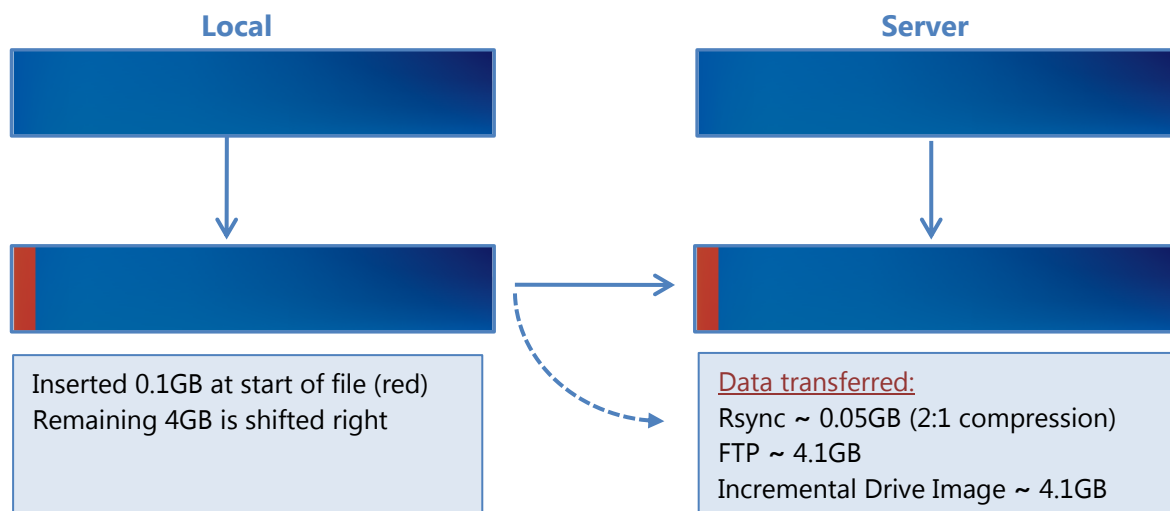 Local
Server
Inserted 0.1GB at start of file (red)
Remaining 4GB is shifted right
Data transferred:
Rsync ~ 0.05GB (2:1 compression)
FTP ~ 4.1GB
Incremental Drive Image ~ 4.1GB